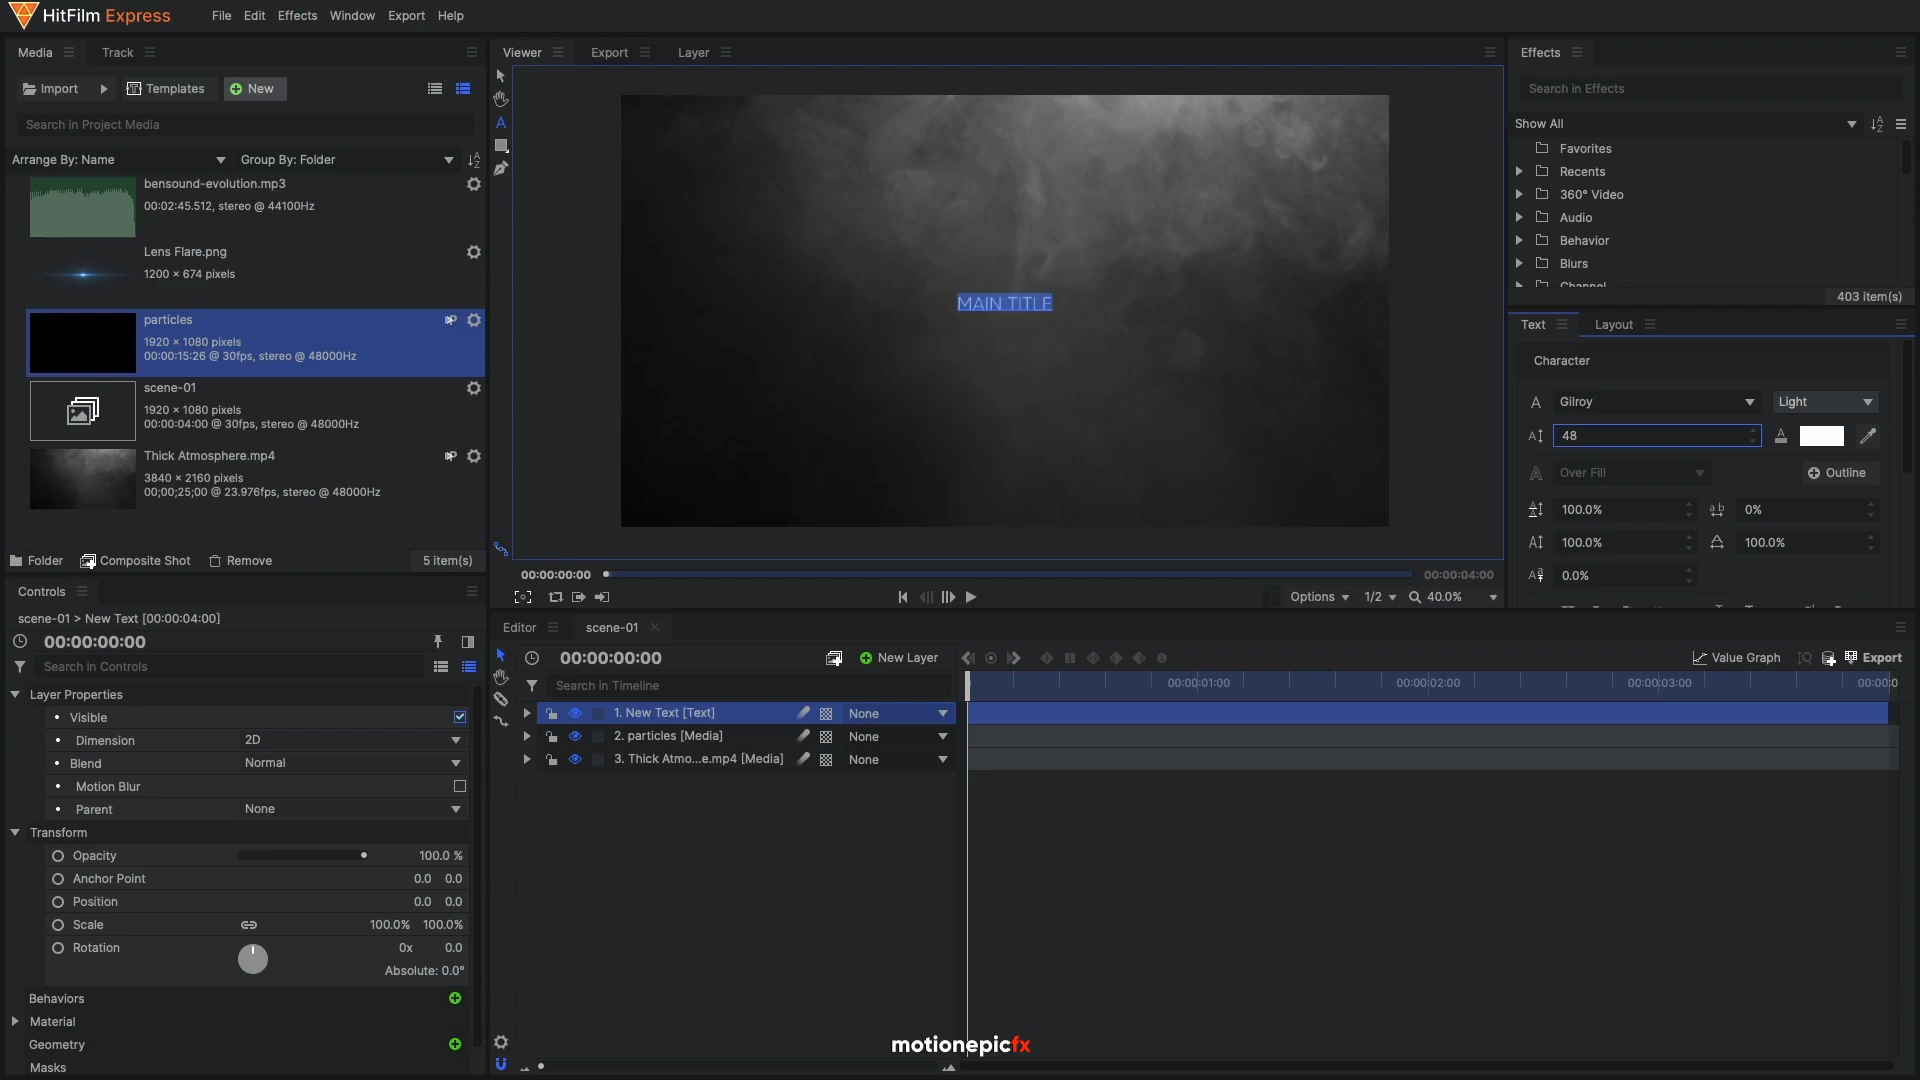 HitFilm Express
File Edit Effects Window Export Help
Media
Track
Import
Templates
New
Search in Project Media
Arrange By: Name
Group By: Folder
bensound-evolution.mp3
00:02:45.512, stereo @ 44100Hz
Lens Flare.png
1200 × 674 pixels
particles
1920 × 1080 pixels
00:00:15:26 @ 30fps, stereo @ 48000Hz
scene-01
1920 × 1080 pixels
00:00:04:00 @ 30fps, stereo @ 48000Hz
Thick Atmosphere.mp4
3840 × 2160 pixels
00;00;25;00 @ 23.976fps, stereo @ 48000Hz
Folder
Composite Shot
Remove
5 item(s)
Viewer
Export
Layer
MAIN TITLE
00:00:00:00
00:00:04:00
Options
1/2
40.0%
Effects
Search in Effects
Show All
Favorites
Recents
360° Video
Audio
Behavior
Blurs
Channel
403 item(s)
Text
Layout
Character
Gilroy
Light
48
Over Fill
Outline
100.0%
0%
100.0%
100.0%
0.0%
Controls
scene-01 > New Text [00:00:04:00]
00:00:00:00
Search in Controls
Layer Properties
Visible
Dimension 2D
Blend Normal
Motion Blur
Parent None
Transform
Opacity 100.0 %
Anchor Point 0.0 0.0
Position 0.0 0.0
Scale 100.0% 100.0%
Rotation 0x 0.0
Absolute: 0.0°
Behaviors
Material
Geometry
Masks
Editor
scene-01
00:00:00:00
New Layer
Value Graph
Export
Search in Timeline
00:00:01:00
00:00:02:00
00:00:03:00
00:00:0
1. New Text [Text] None
2. particles [Media] None
3. Thick Atmo...e.mp4 [Media] None
motionepicfx